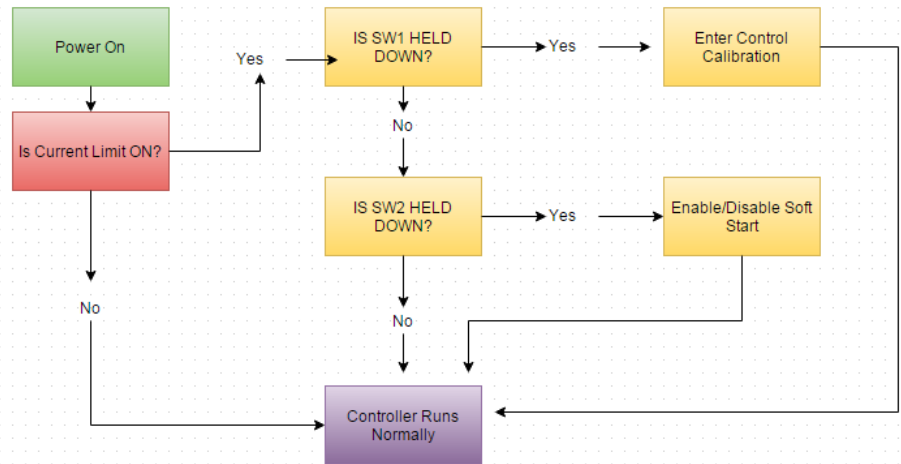 Power On
IS SW1 HELD
DOWN?
Yes
Enter Control
Calibration
Yes
Is Current Limit ON?
No
IS SW2 HELD
DOWN?
Yes
Enable/Disable Soft
Start
No
No
Controller Runs
Normally